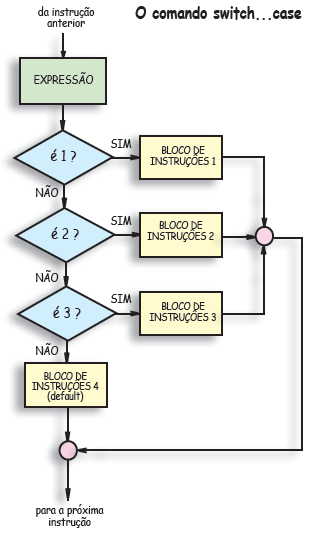 da instrução
anterior
O comando switch...case
EXPRESSÃO
é 1 ?
SIM
BLOCO DE
INSTRUÇÕES 1
NÃO
é 2 ?
SIM
BLOCO DE
INSTRUÇÕES 2
NÃO
é 3 ?
SIM
BLOCO DE
INSTRUÇÕES 3
NÃO
BLOCO DE
INSTRUÇÕES 4
(default)
para a próxima
instrução